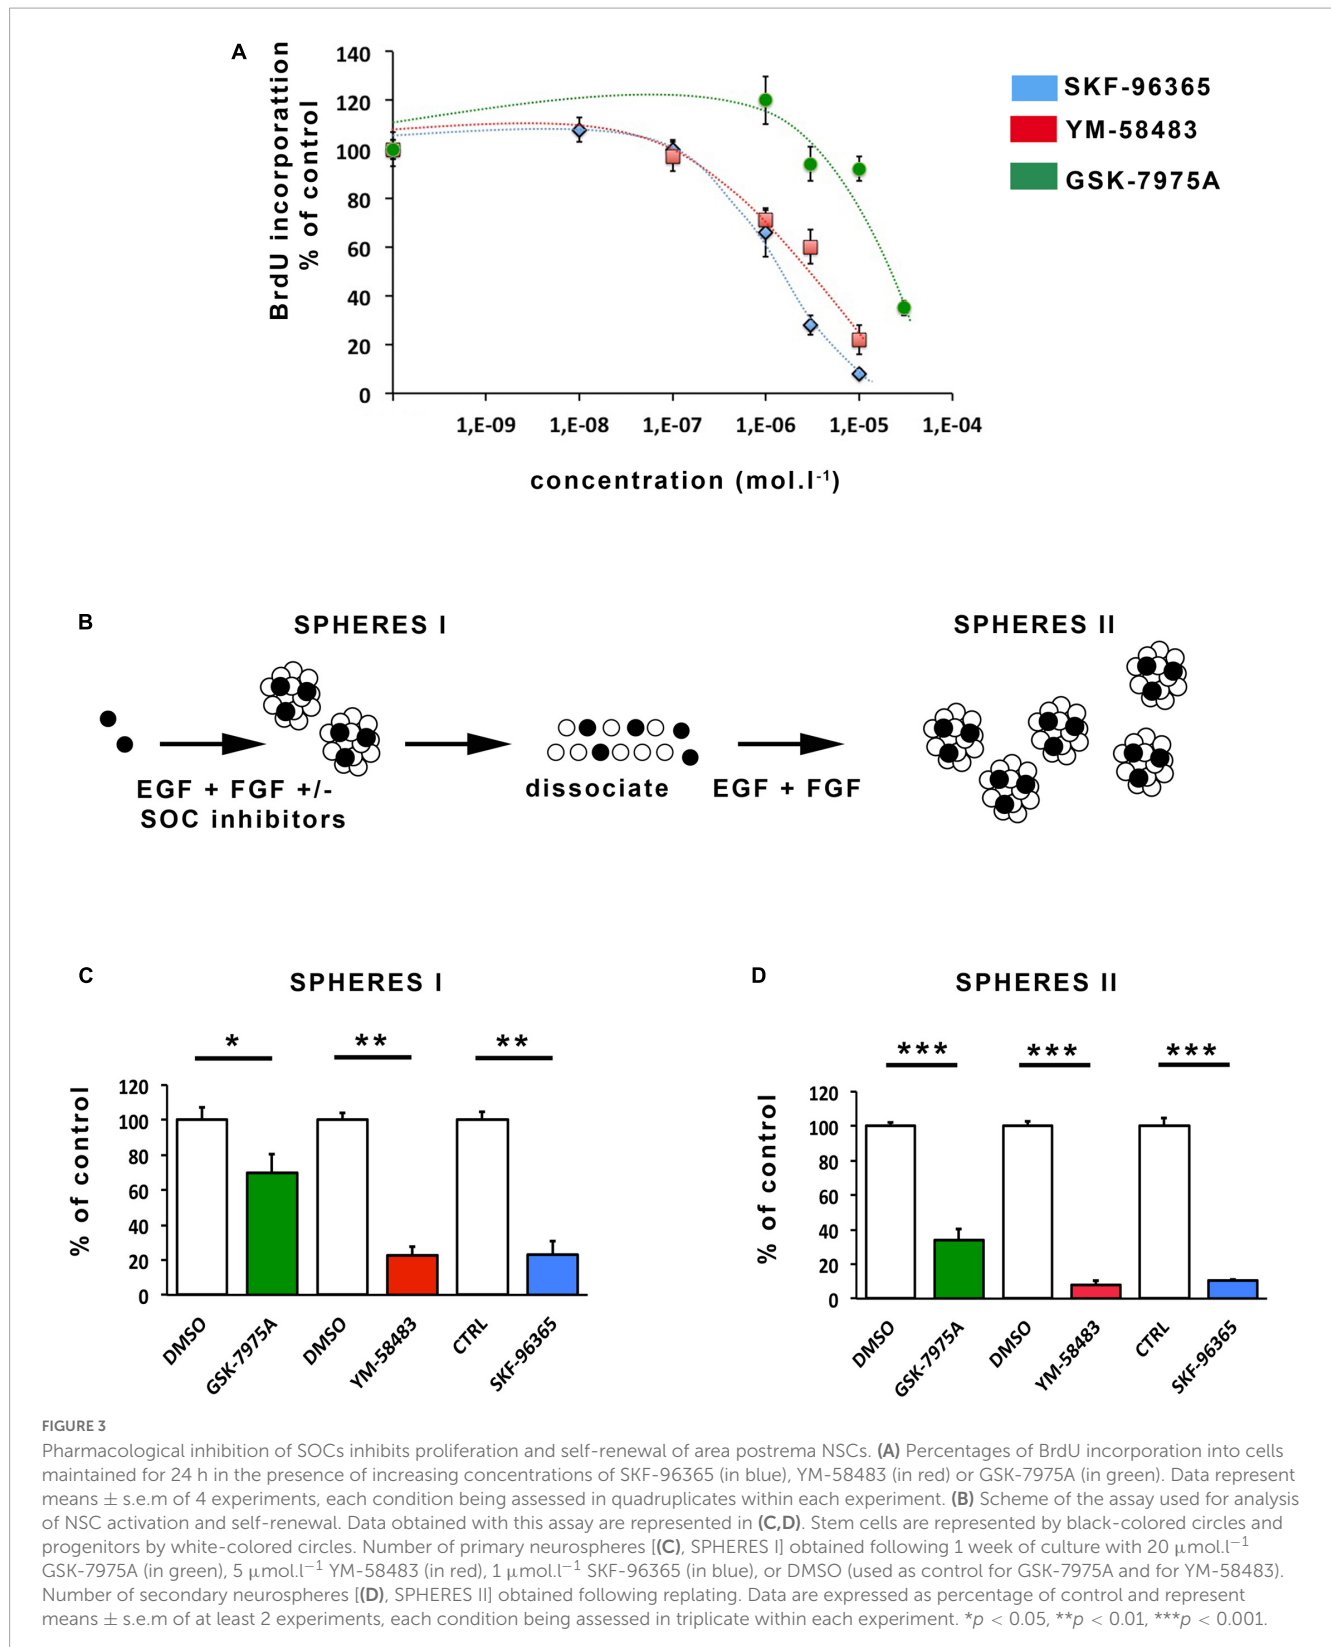 A
BrdU incorporattion
% of control
140
120
100
80
60
40
20
0
1,E-09 1,E-08 1,E-07 1,E-06 1,E-05 1,E-04
concentration (mol.l-1)
SKF-96365
YM-58483
GSK-7975A
B
SPHERES I
SPHERES II
EGF + FGF +/-
SOC inhibitors
dissociate
EGF + FGF
C
SPHERES I
* ** **
% of control
120
100
80
60
40
20
0
DMSO GSK-7975A DMSO YM-58483 CTRL SKF-96365
D
SPHERES II
*** *** ***
% of control
120
100
80
60
40
20
0
DMSO GSK-7975A DMSO YM-58483 CTRL SKF-96365
FIGURE 3
Pharmacological inhibition of SOCs inhibits proliferation and self-renewal of area postrema NSCs. (A) Percentages of BrdU incorporation into cells
maintained for 24 h in the presence of increasing concentrations of SKF-96365 (in blue), YM-58483 (in red) or GSK-7975A (in green). Data represent
means ± s.e.m of 4 experiments, each condition being assessed in quadruplicates within each experiment. (B) Scheme of the assay used for analysis
of NSC activation and self-renewal. Data obtained with this assay are represented in (C,D). Stem cells are represented by black-colored circles and
progenitors by white-colored circles. Number of primary neurospheres [(C), SPHERES I] obtained following 1 week of culture with 20 μmol.l−1
GSK-7975A (in green), 5 μmol.l−1 YM-58483 (in red), 1 μmol.l−1 SKF-96365 (in blue), or DMSO (used as control for GSK-7975A and for YM-58483).
Number of secondary neurospheres [(D), SPHERES II] obtained following replating. Data are expressed as percentage of control and represent
means ± s.e.m of at least 2 experiments, each condition being assessed in triplicate within each experiment. *p < 0.05, **p < 0.01, ***p < 0.001.